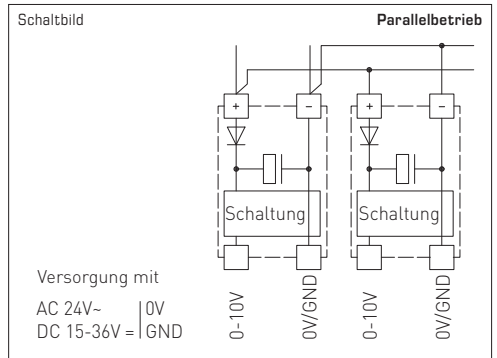 Schaltbild
Parallelbetrieb
+ − + −
Schaltung Schaltung
0-10V
0V/GND
0-10V
0V/GND
Versorgung mit
AC 24V~ 0V
DC 15-36V = GND